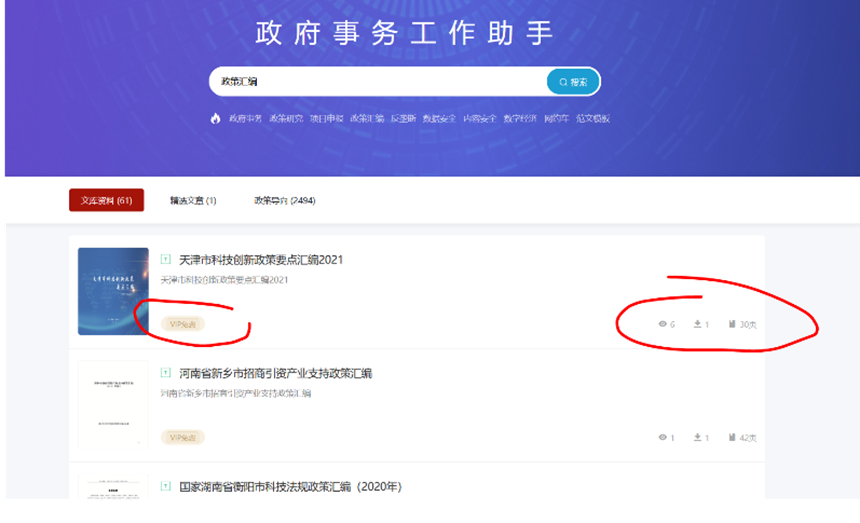 政府事务工作助手
政策汇编 搜索
政府事务 政策研究 项目申报 政策汇编 反垄断 数据安全 内容安全 数字经济 网约车 范文模板
文库资料 (61) 精选文章 (1) 政策导向 (2494)
天津市科技创新政策要点汇编2021
天津市科技创新政策要点汇编2021
VIP免费 6 1 30页
河南省新乡市招商引资产业支持政策汇编
河南省新乡市招商引资产业支持政策汇编
VIP免费 1 1 42页
国家湖南省衡阳市科技法规政策汇编（2020年）